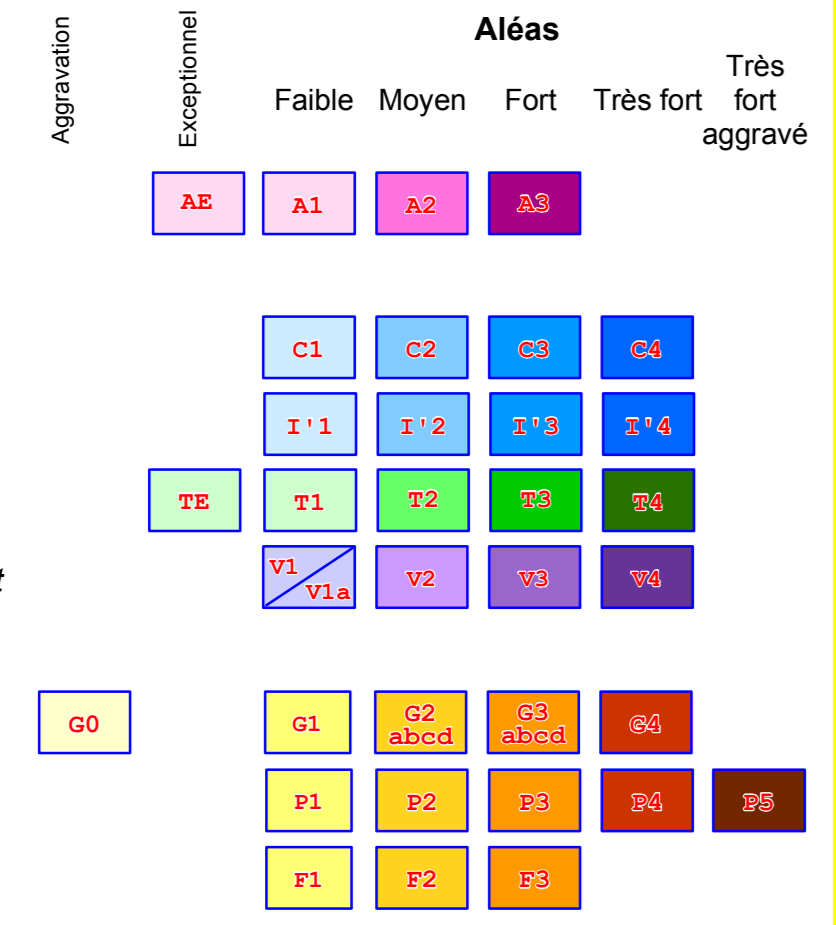 Aggravation
Exceptionnel
Aléas
Faible Moyen Fort Très fort Très fort aggravé
AE A1 A2 A3
C1 C2 C3 C4
I'1 I'2 I'3 I'4
TE T1 T2 T3 T4
t
V1 V1a V2 V3 V4
G0 G1 G2 abcd G3 abcd G4
P1 P2 P3 P4 P5
F1 F2 F3